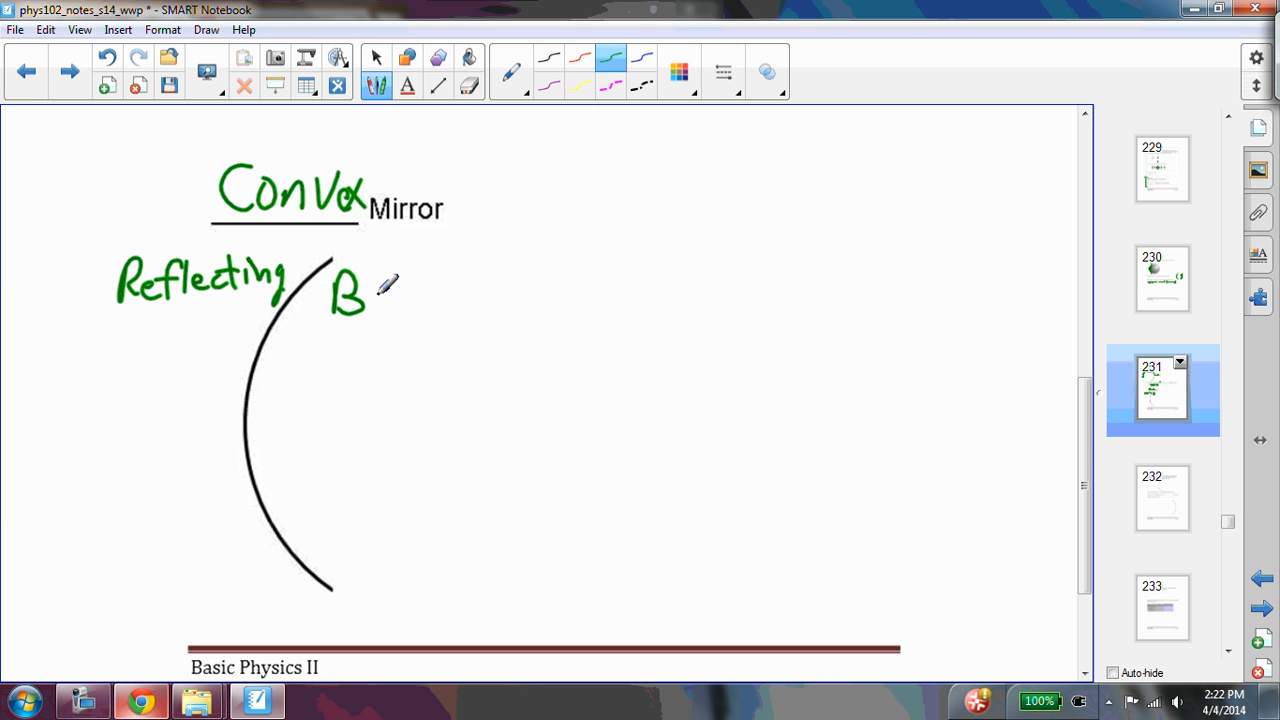 phys102_notes_s14_wwp * - SMART Notebook
File Edit View Insert Format Draw Help
Convex Mirror
Reflecting B
229
230
231
232
233
Basic Physics II
Auto-hide
100%
2:22 PM
4/4/2014